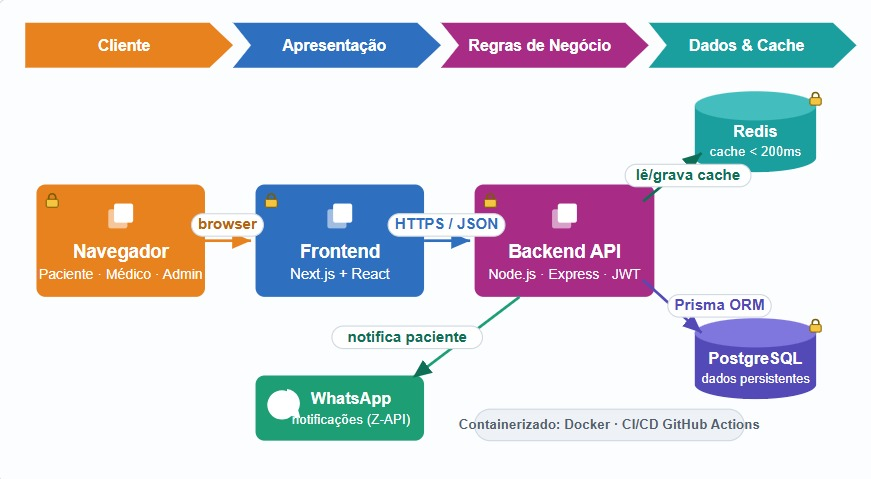 Cliente
Apresentação
Regras de Negócio
Dados & Cache
Redis
cache < 200ms
lê/grava cache
browser
HTTPS / JSON
Navegador
Paciente · Médico · Admin
Frontend
Next.js + React
Backend API
Node.js · Express · JWT
Prisma ORM
notifica paciente
PostgreSQL
dados persistentes
WhatsApp
notificações (Z-API)
Containerizado: Docker · CI/CD GitHub Actions